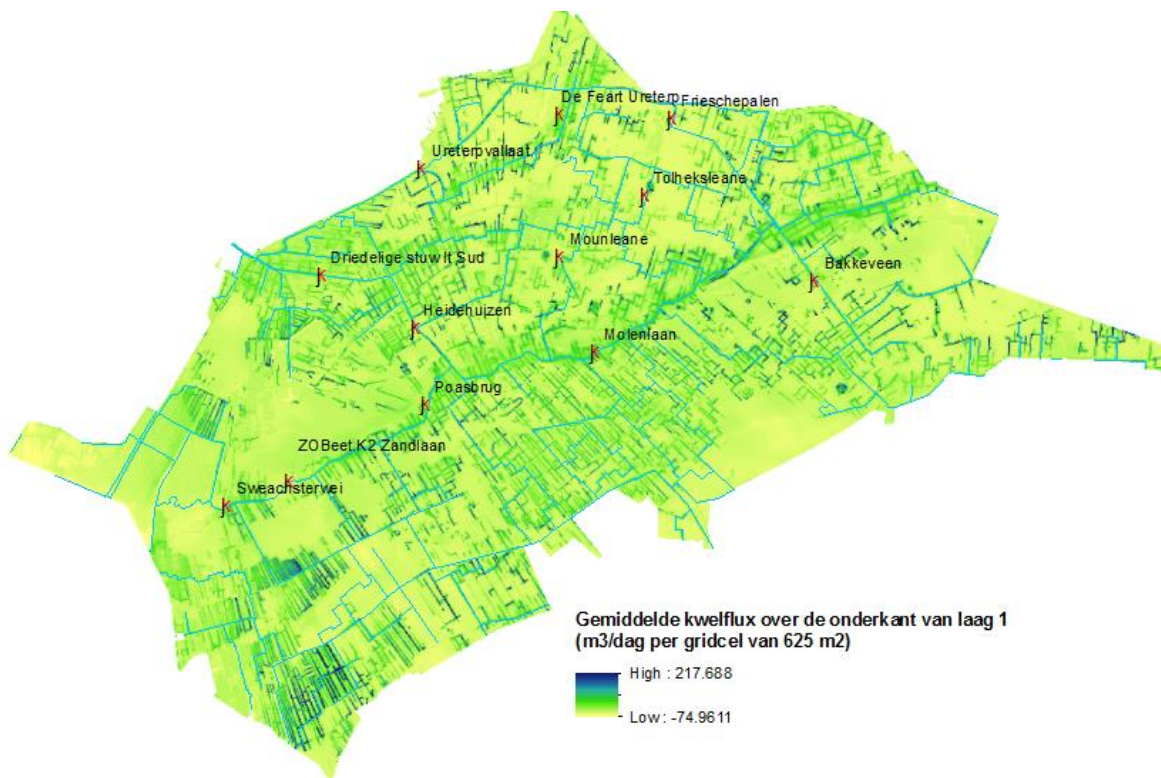 De Feart Ureterp
Frieschepalen
Ureterpvallaat
Tolheksleane
Mounleane
Driedelige stuw It Sud
Bakkeveen
Heidehuizen
Molenlaan
Poasbrug
ZOBeet.K2 Zandlaan
Sweachsterwei
Gemiddelde kwelflux over de onderkant van laag 1
(m3/dag per gridcel van 625 m2)
High : 217.688
Low : -74.9611